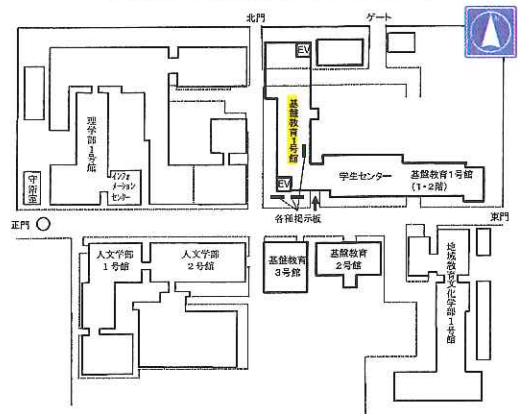 北門
ゲート
EV
基盤教育1号館
理学部1号館
インフォ
メーション
センター
守衛室
EV
学生センター
基盤教育1号館
(1・2階)
各種掲示板
正門
東門
人文学部
1号館
人文学部
2号館
基盤教育
3号館
基盤教育
2号館
地域教育文化学部1号館